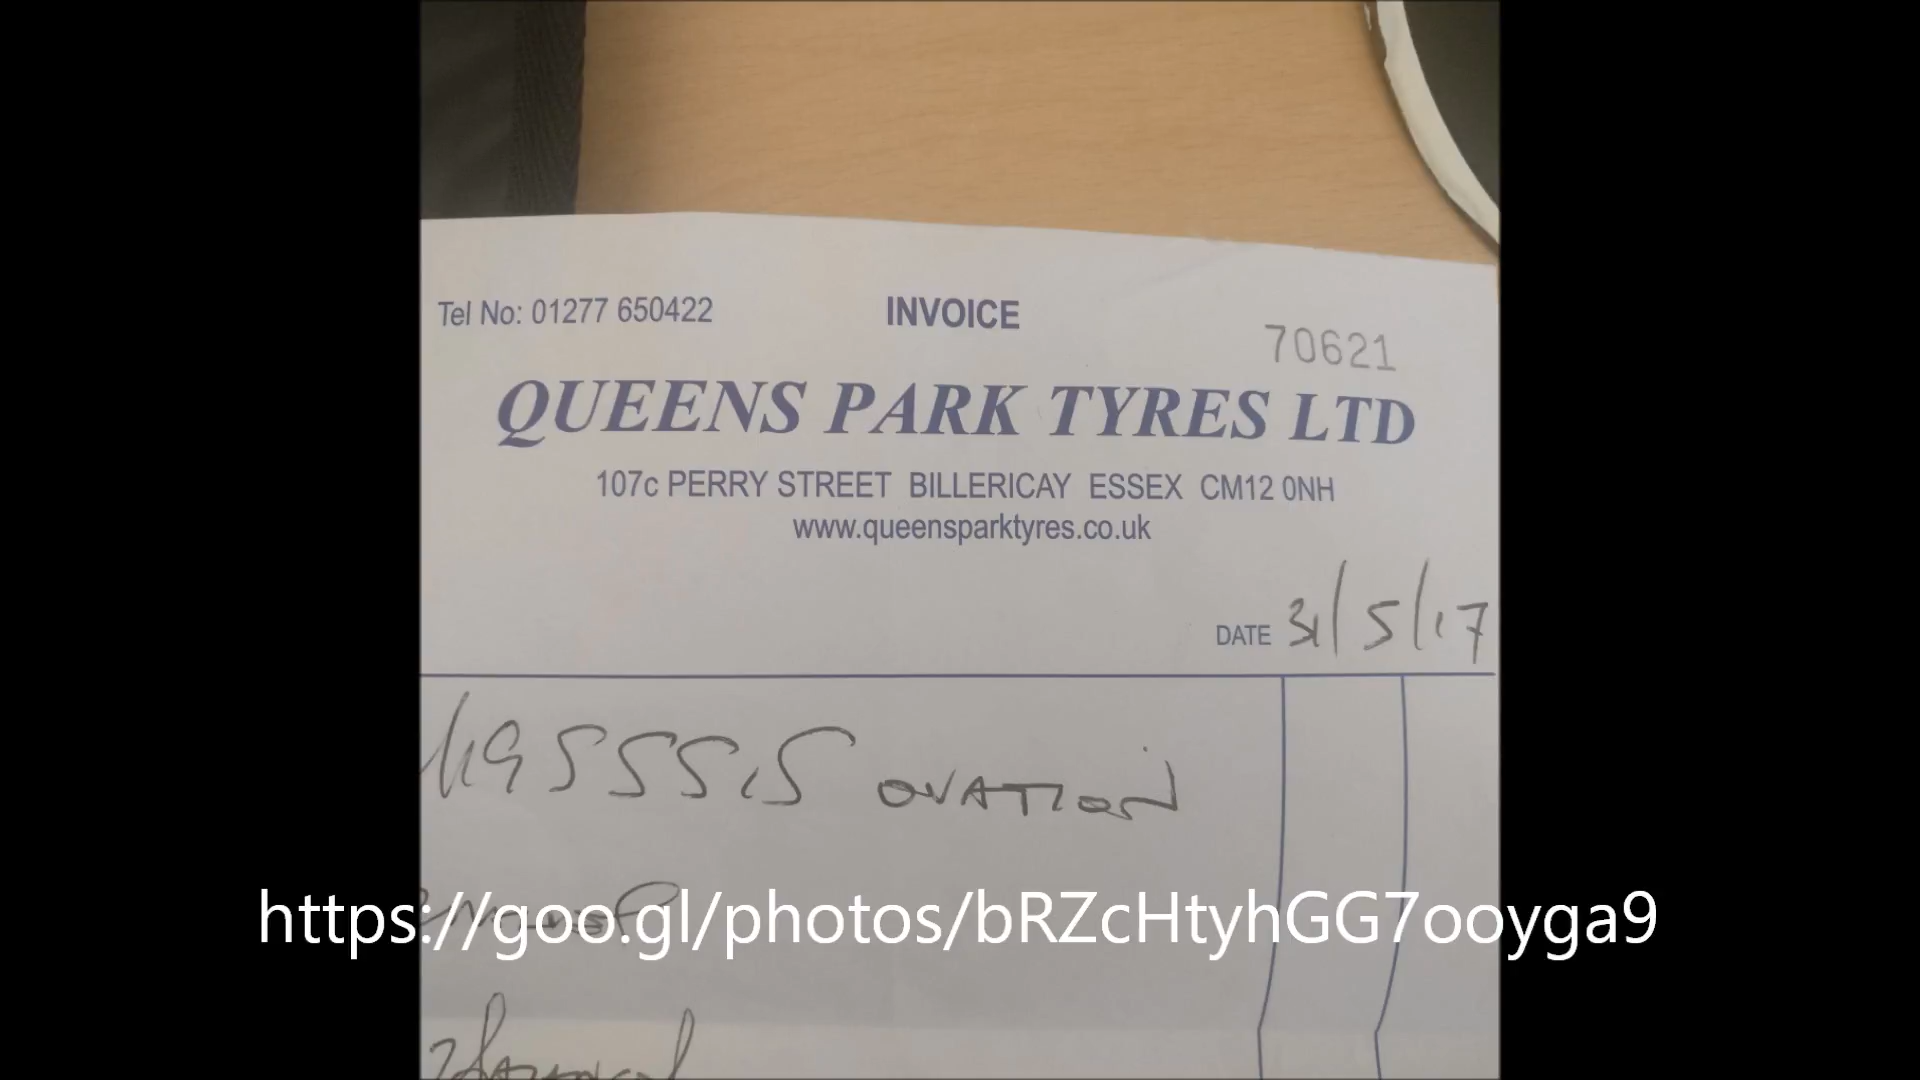 Tel No: 01277 650422 INVOICE
70621
QUEENS PARK TYRES LTD
107c PERRY STREET BILLERICAY ESSEX CM12 0NH
www.queensparktyres.co.uk
DATE 31/5/17
OVATION
https://goo.gl/photos/bRZcHtyhGG7ooyga9